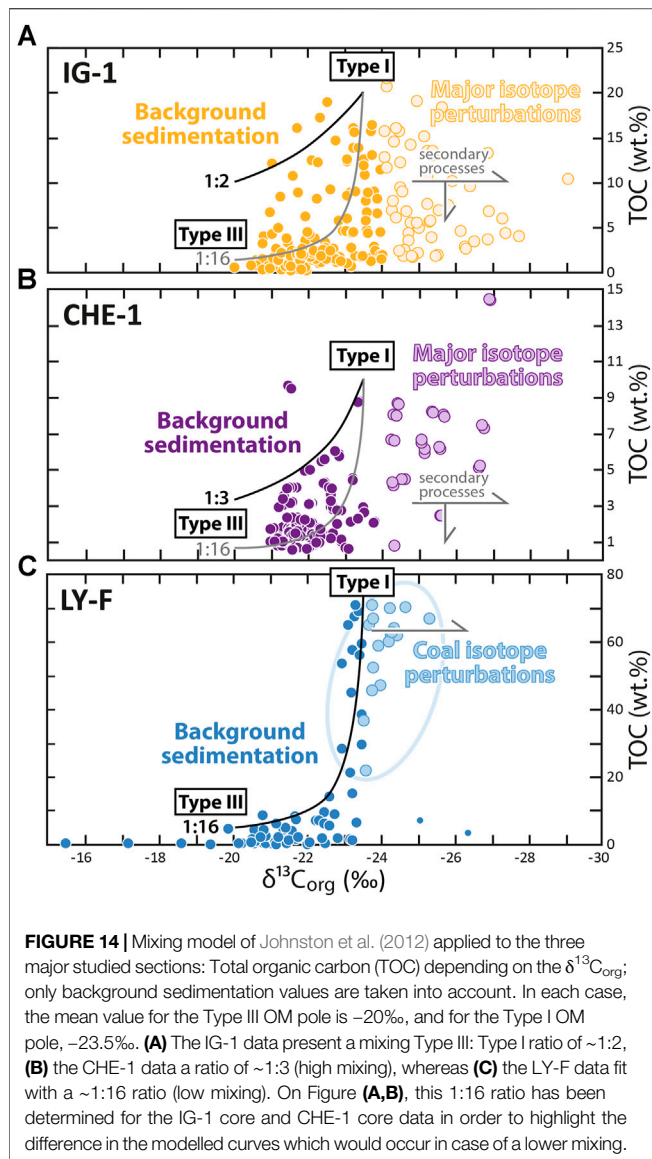 A
IG-1
Type I
Background
sedimentation
Major isotope
perturbations
secondary
processes
1:2
Type III
1:16
25
20
15
10
5
0
TOC (wt.%)
B
CHE-1
Type I
Background
sedimentation
Major isotope
perturbations
secondary
processes
1:3
Type III
1:16
15
13
11
9
7
5
3
1
TOC (wt.%)
C
LY-F
Type I
Coal isotope
perturbations
Background
sedimentation
Type III
1:16
80
60
40
20
0
TOC (wt.%)
-16 -18 -20 -22 -24 -26 -28 -30
δ¹³Corg (‰)
FIGURE 14 | Mixing model of Johnston et al. (2012) applied to the three
major studied sections: Total organic carbon (TOC) depending on the δ¹³Corg;
only background sedimentation values are taken into account. In each case,
the mean value for the Type III OM pole is –20‰, and for the Type I OM
pole, –23.5‰. (A) The IG-1 data present a mixing Type III: Type I ratio of ~1:2,
(B) the CHE-1 data a ratio of ~1:3 (high mixing), whereas (C) the LY-F data fit
with a ~1:16 ratio (low mixing). On Figure (A,B), this 1:16 ratio has been
determined for the IG-1 core and CHE-1 core data in order to highlight the
difference in the modelled curves which would occur in case of a lower mixing.